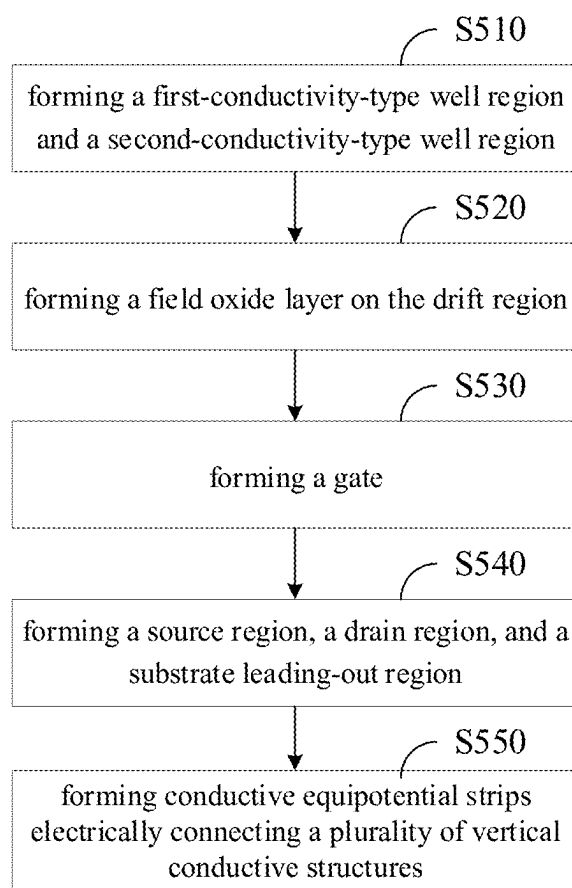 S510
forming a first-conductivity-type well region
and a second-conductivity-type well region
S520
forming a field oxide layer on the drift region
S530
forming a gate
S540
forming a source region, a drain region, and a
substrate leading-out region
S550
forming conductive equipotential strips
electrically connecting a plurality of vertical
conductive structures